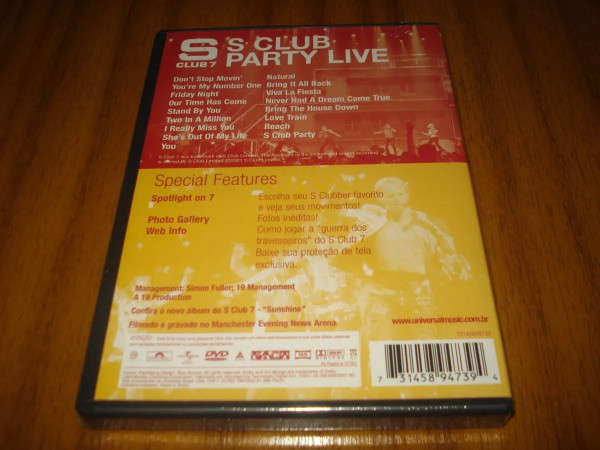 S
CLUB 7
S CLUB
PARTY LIVE
Don't Stop Movin'
You're My Number One
Friday Night
Our Time Has Come
Stand By You
Two In A Million
I Really Miss You
She's Out Of My Life
You
Natural
Bring It All Back
Viva La Fiesta
Never Had A Dream Come True
Bring The House Down
Love Train
Reach
S Club Party
Special Features
Spotlight on 7
Escolha seu S Clubber favorito
e veja seus movimentos!
Photo Gallery
Fotos inéditas!
Web Info
Como jogar a "guerra dos
travesseiros" do S Club 7.
Baixe sua proteção de tela
exclusiva.
Management: Simon Fuller; 19 Management
A 19 Production
Confira o novo álbum do S Club 7 - "Sunshine"
Filmado e gravado no Manchester Evening News Arena
www.universalmusic.com.br
ATENÇÃO
DVD
7 31458 94739 4